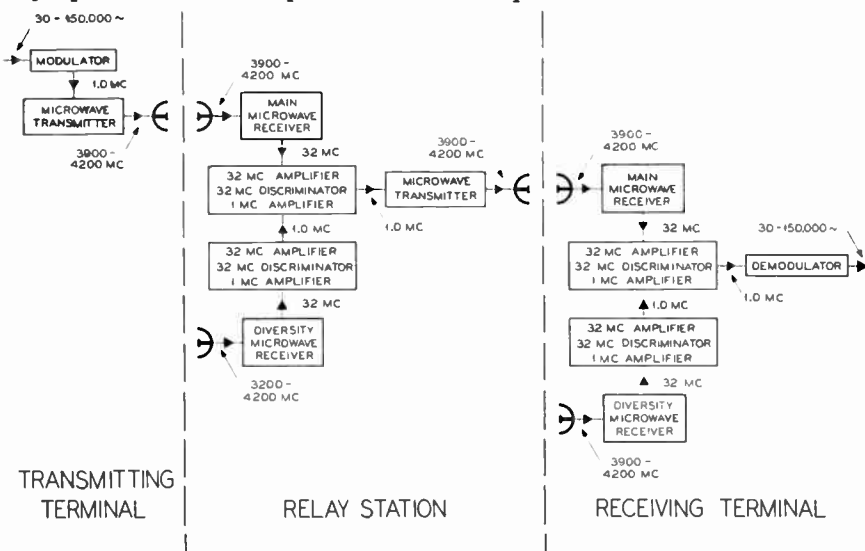 30 - 150,000 ~
MODULATOR
1.0 MC
MICROWAVE
TRANSMITTER
3900-
4200 MC
3900-
4200 MC
MAIN
MICROWAVE
RECEIVER
32 MC
32 MC AMPLIFIER
32 MC DISCRIMINATOR
1 MC AMPLIFIER
1.0 MC
32 MC AMPLIFIER
32 MC DISCRIMINATOR
1 MC AMPLIFIER
32 MC
DIVERSITY
MICROWAVE
RECEIVER
3200-
4200 MC
1.0 MC
MICROWAVE
TRANSMITTER
3900-
4200 MC
3900-
4200 MC
MAIN
MICROWAVE
RECEIVER
32 MC
32 MC AMPLIFIER
32 MC DISCRIMINATOR
1 MC AMPLIFIER
1.0 MC
30-150,000~
DEMODULATOR
1.0 MC
32 MC AMPLIFIER
32 MC DISCRIMINATOR
1 MC AMPLIFIER
32 MC
DIVERSITY
MICROWAVE
RECEIVER
3900-
4200 MC
TRANSMITTING
TERMINAL
RELAY STATION
RECEIVING TERMINAL